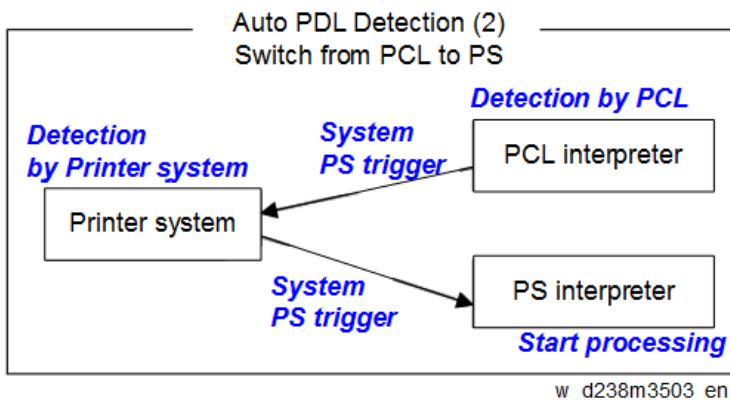 Auto PDL Detection (2)
Switch from PCL to PS
Detection by PCL
Detection
by Printer system
System
PS trigger
PCL interpreter
Printer system
System
PS trigger
PS interpreter
Start processing
w_d238m3503_en